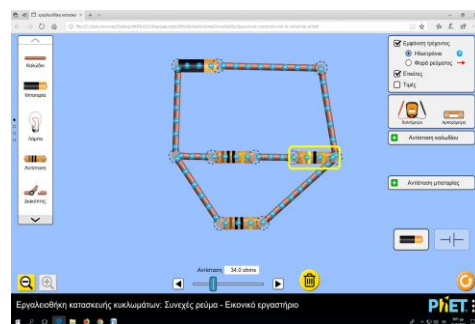 Εμφάνιση τρέχοντος
Ηλεκτρόνια
Φορά ρεύματος
Ετικέτες
Τιμές
Καλώδιο
Μπαταρία
Λάμπα
Αντίσταση
Διακόπτης
Βολτόμετρο
Αμπερόμετρο
Αντίσταση καλωδίου
Αντίσταση μπαταρίας
Αντίσταση 34.0 ohms
Εργαλειοθήκη κατασκευής κυκλωμάτων: Συνεχές ρεύμα - Εικονικό εργαστήριο
PhET